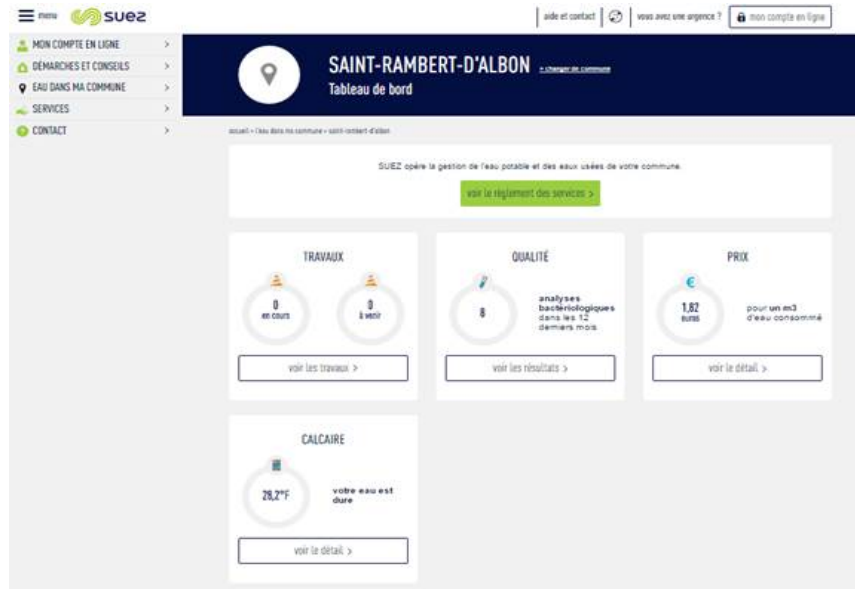 menu suez
aide et contact
vous avez une urgence ?
mon compte en ligne
MON COMPTE EN LIGNE >
DÉMARCHES ET CONSEILS >
EAU DANS MA COMMUNE >
SERVICES >
CONTACT >
SAINT-RAMBERT-D'ALBON
> changer de commune
Tableau de bord
accueil > l'eau dans ma commune > saint-rambert-d'albon
SUEZ opère la gestion de l'eau potable et des eaux usées de votre commune.
voir le règlement des services >
TRAVAUX
0
en cours
0
à venir
voir les travaux >
QUALITÉ
8
analyses
bactériologiques
dans les 12
derniers mois
voir les résultats >
PRIX
€
1,82
euros
pour un m3
d'eau consommé
voir le détail >
CALCAIRE
28,2°F
votre eau est
dure
voir le détail >